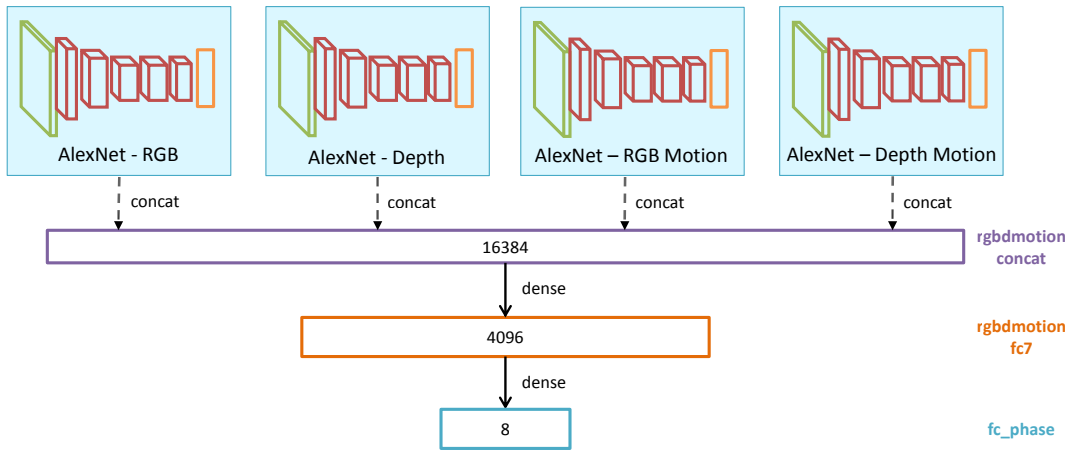 AlexNet - RGB
AlexNet - Depth
AlexNet – RGB Motion
AlexNet – Depth Motion
concat
concat
concat
concat
16384
rgbdmotion
concat
dense
4096
rgbdmotion
fc7
dense
8
fc_phase